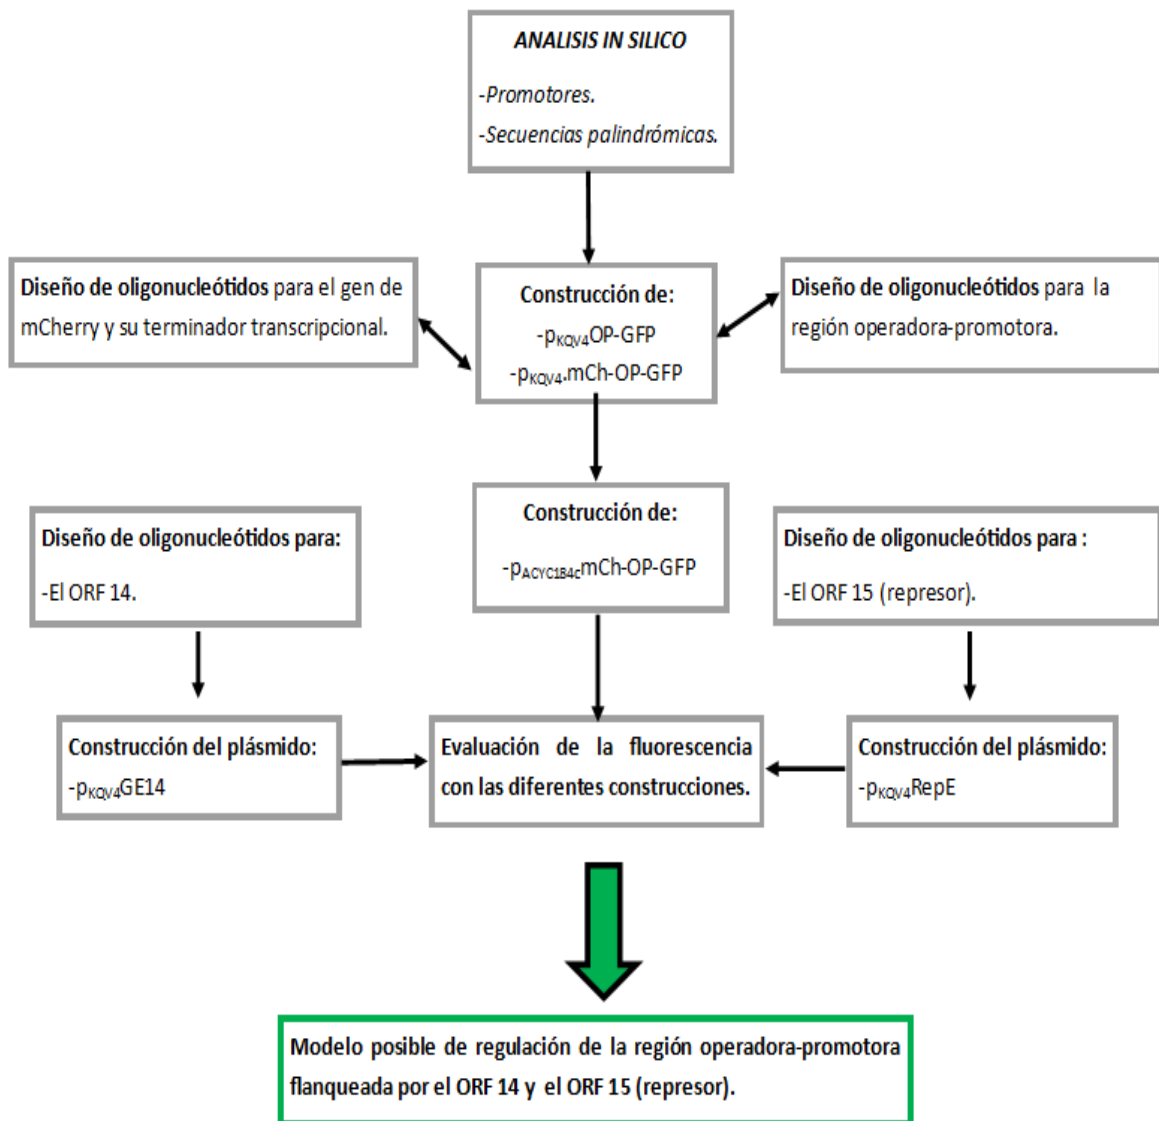 ANALISIS IN SILICO
-Promotores.
-Secuencias palindrómicas.
Diseño de oligonucleótidos para el gen de
mCherry y su terminador transcripcional.
Construcción de:
-pKQV4OP-GFP
-pKQV4.mCh-OP-GFP
Diseño de oligonucleótidos para la
región operadora-promotora.
Diseño de oligonucleótidos para:
-El ORF 14.
Construcción de:
-pACYC184cmCh-OP-GFP
Diseño de oligonucleótidos para :
-El ORF 15 (represor).
Construcción del plásmido:
-pKQV4GE14
Evaluación de la fluorescencia
con las diferentes construcciones.
Construcción del plásmido:
-pKQV4RepE
Modelo posible de regulación de la región operadora-promotora
flanqueada por el ORF 14 y el ORF 15 (represor).